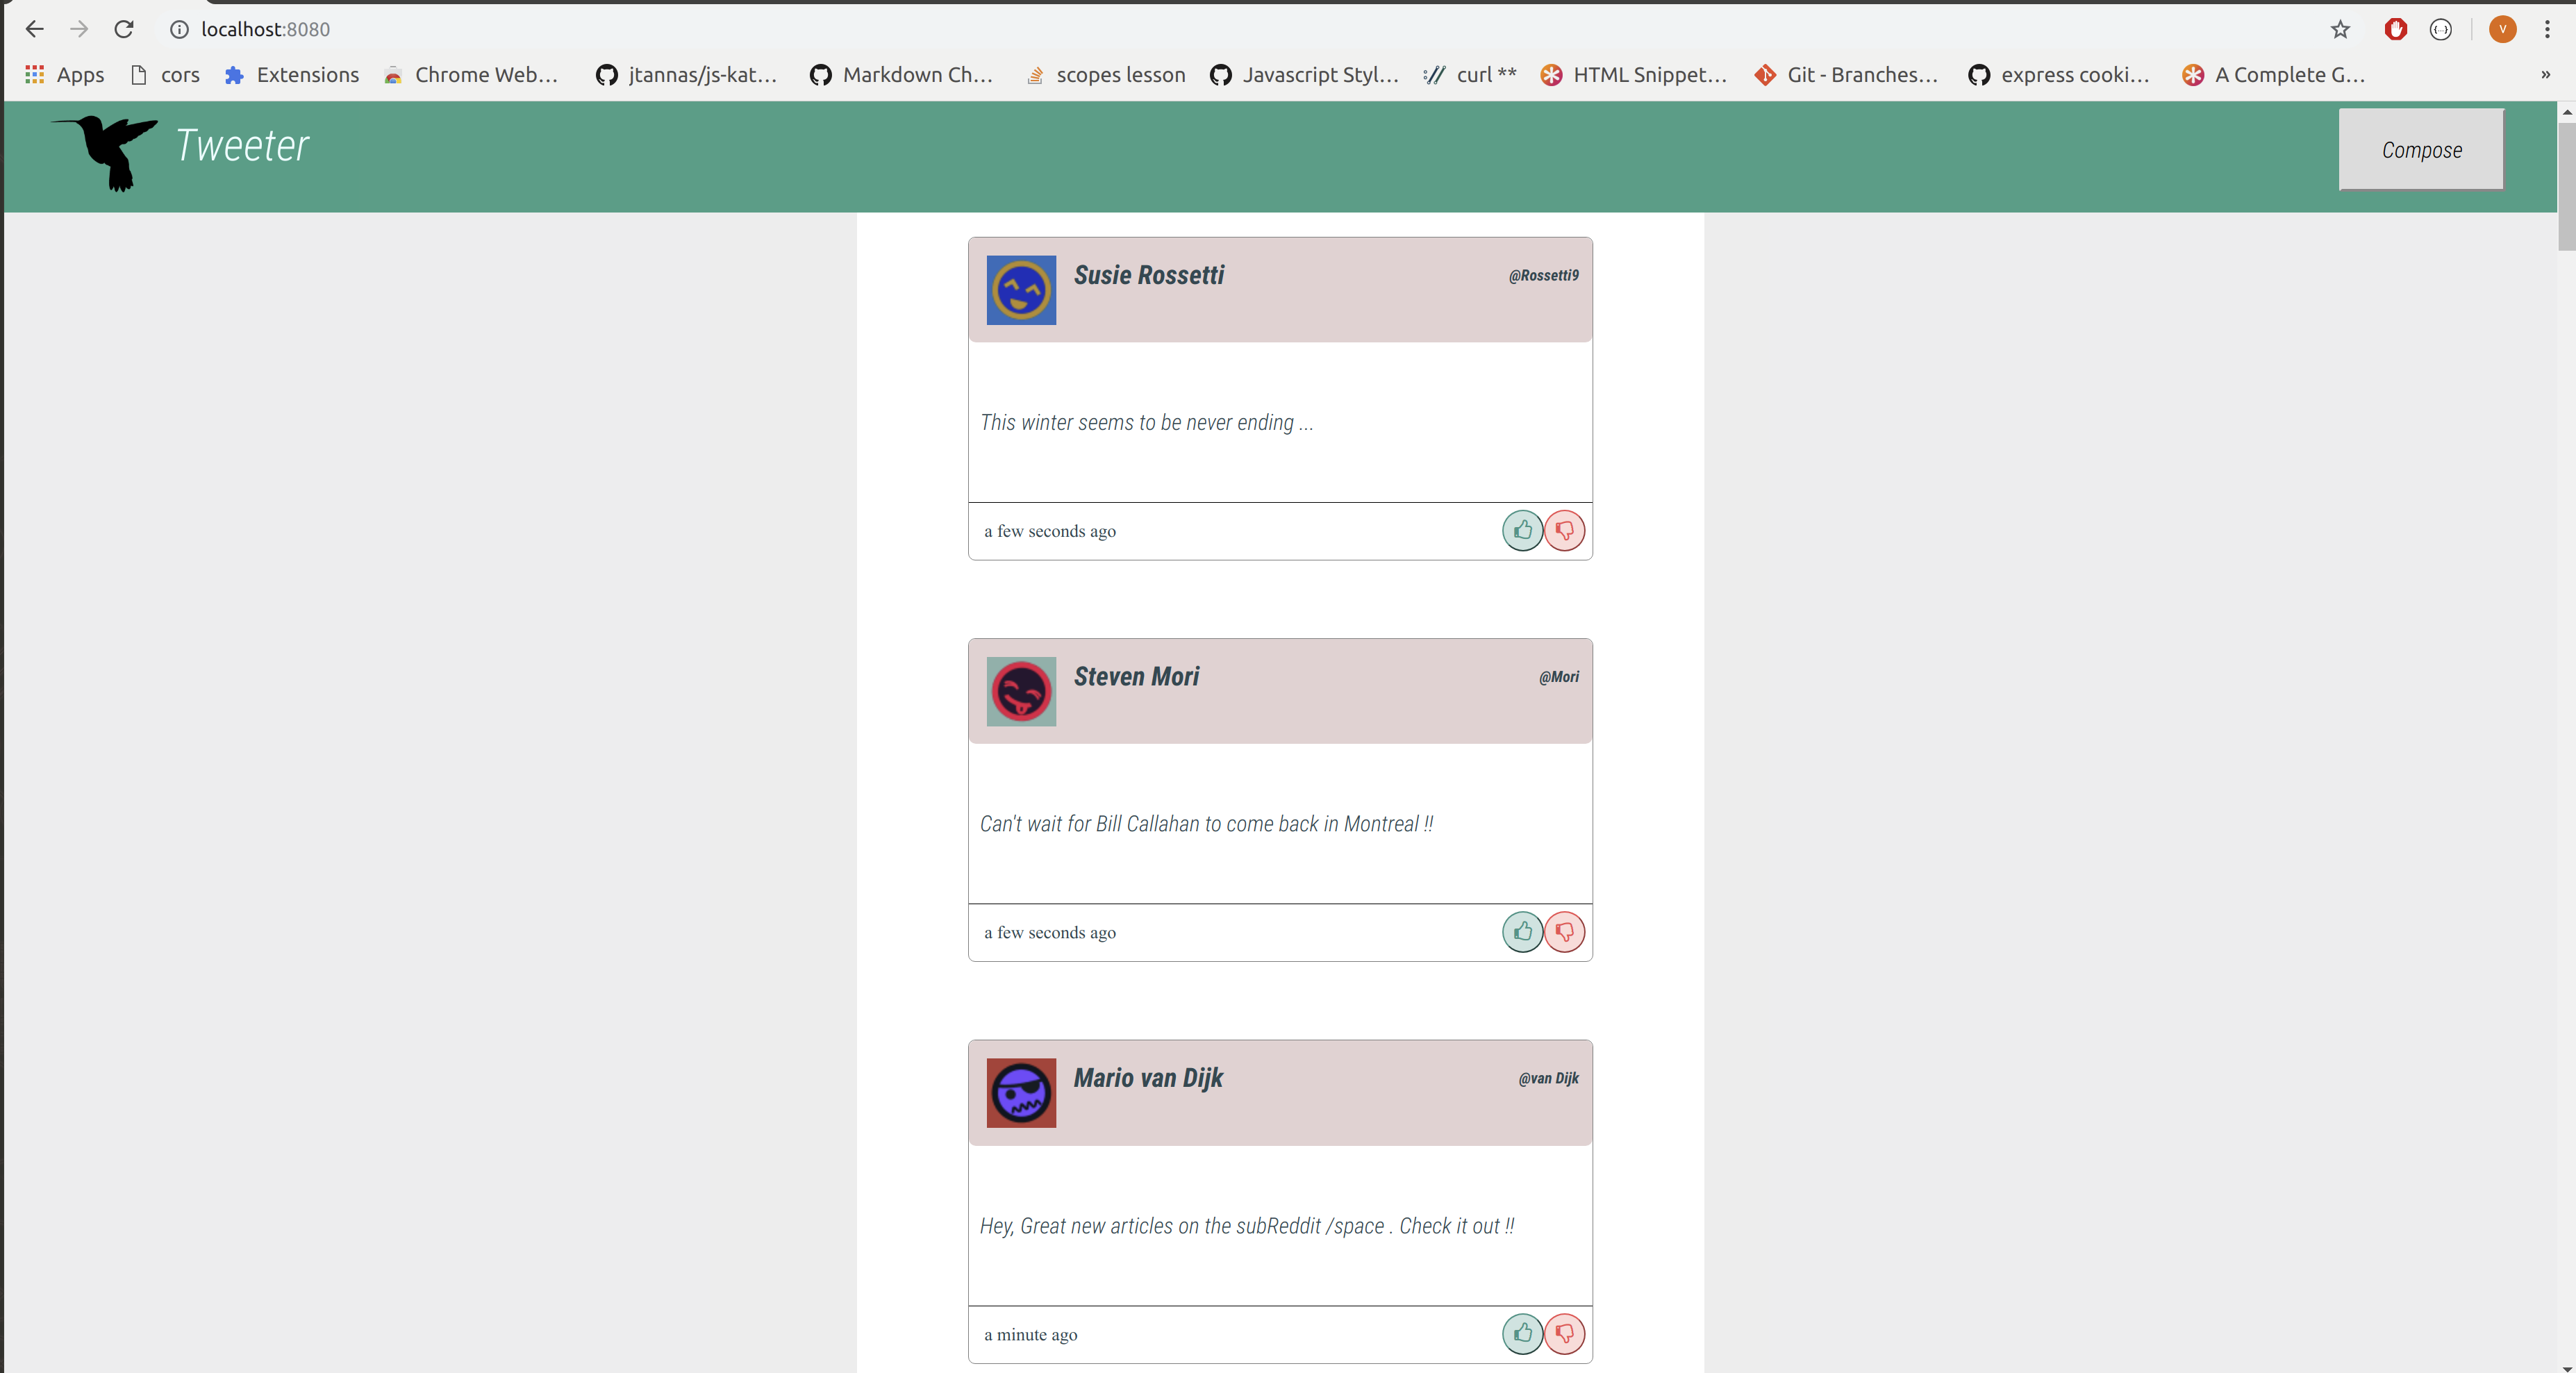 localhost:8080
V
Apps cors Extensions Chrome Web... jtannas/js-kat... Markdown Ch... scopes lesson Javascript Styl... curl ** HTML Snippet... Git - Branches... express cooki... A Complete G... »
Tweeter Compose
Susie Rossetti @Rossetti9
This winter seems to be never ending ...
a few seconds ago
Steven Mori @Mori
Can't wait for Bill Callahan to come back in Montreal !!
a few seconds ago
Mario van Dijk @van Dijk
Hey, Great new articles on the subReddit /space . Check it out !!
a minute ago